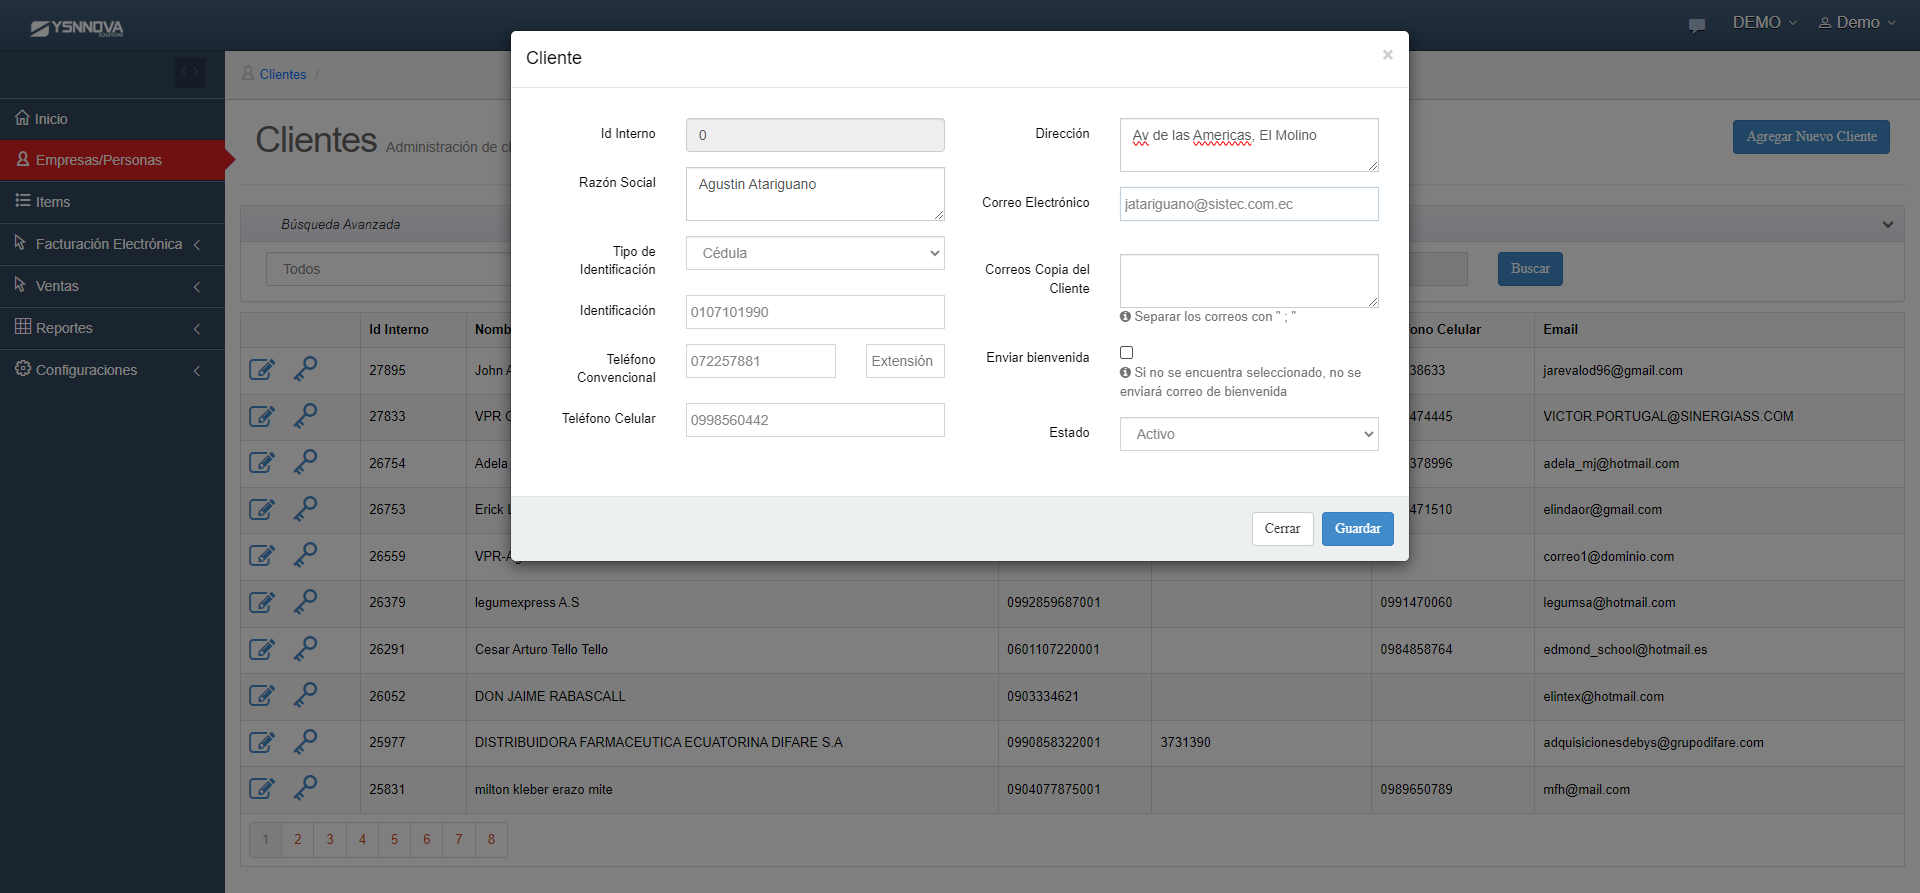 YSNNOVA
DEMO
Demo
Clientes /
Inicio
Empresas/Personas
Items
Facturación Electrónica
Ventas
Reportes
Configuraciones
Clientes Administración de cl
Agregar Nuevo Cliente
Búsqueda Avanzada
Todos
Buscar
Cliente
×
Id Interno
0
Razón Social
Agustin Atariguano
Tipo de
Identificación
Cédula
Identificación
0107101990
Teléfono
Convencional
072257881
Extensión
Teléfono Celular
0998560442
Dirección
Av de las Americas, El Molino
Correo Electrónico
jatariguano@sistec.com.ec
Correos Copia del
Cliente
Separar los correos con " ; "
Enviar bienvenida
Si no se encuentra seleccionado, no se
enviará correo de bienvenida
Estado
Activo
Cerrar
Guardar
Id Interno Nomb ono Celular Email
27895 John A 38633 jarevalod96@gmail.com
27833 VPR C 474445 VICTOR.PORTUGAL@SINERGIASS.COM
26754 Adela 378996 adela_mj@hotmail.com
26753 Erick L 471510 elindaor@gmail.com
26559 VPR-Ag correo1@dominio.com
26379 legumexpress A.S 0992859687001 0991470060 legumsa@hotmail.com
26291 Cesar Arturo Tello Tello 0601107220001 0984858764 edmond_school@hotmail.es
26052 DON JAIME RABASCALL 0903334621 elintex@hotmail.com
25977 DISTRIBUIDORA FARMACEUTICA ECUATORINA DIFARE S.A 0990858322001 3731390 adquisicionesdebys@grupodifare.com
25831 milton kleber erazo mite 0904077875001 0989650789 mfh@mail.com
1 2 3 4 5 6 7 8